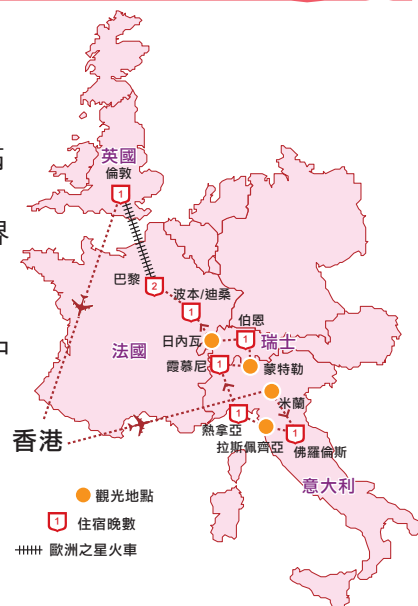 英國
倫敦
1
巴黎
2
波本/迪桑
1
伯恩
1
日內瓦
瑞士
法國
霞慕尼
1
蒙特勒
米蘭
香港
1
熱拿亞
拉斯佩齊亞
1
佛羅倫斯
意大利
觀光地點
1 住宿晚數
歐洲之星火車